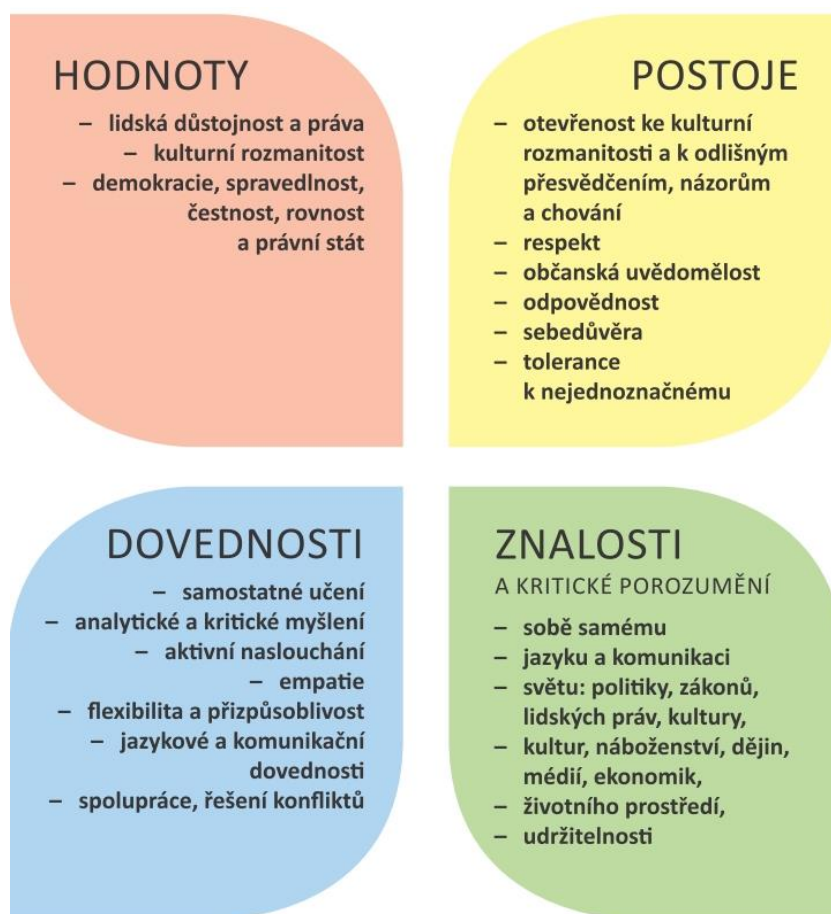 HODNOTY
– lidská důstojnost a práva
– kulturní rozmanitost
– demokracie, spravedlnost,
čestnost, rovnost
a právní stát
POSTOJE
– otevřenost ke kulturní
rozmanitosti a k odlišným
přesvědčením, názorům
a chování
– respekt
– občanská uvědomělost
– odpovědnost
– sebedůvěra
– tolerance
k nejednoznačnému
DOVEDNOSTI
– samostatné učení
– analytické a kritické myšlení
– aktivní naslouchání
– empatie
– flexibilita a přizpůsoblivost
– jazykové a komunikační
dovednosti
– spolupráce, řešení konfliktů
ZNALOSTI
A KRITICKÉ POROZUMĚNÍ
– sobě samému
– jazyku a komunikaci
– světu: politiky, zákonů,
lidských práv, kultury,
– kultur, náboženství, dějin,
médií, ekonomik,
– životního prostředí,
– udržitelnosti